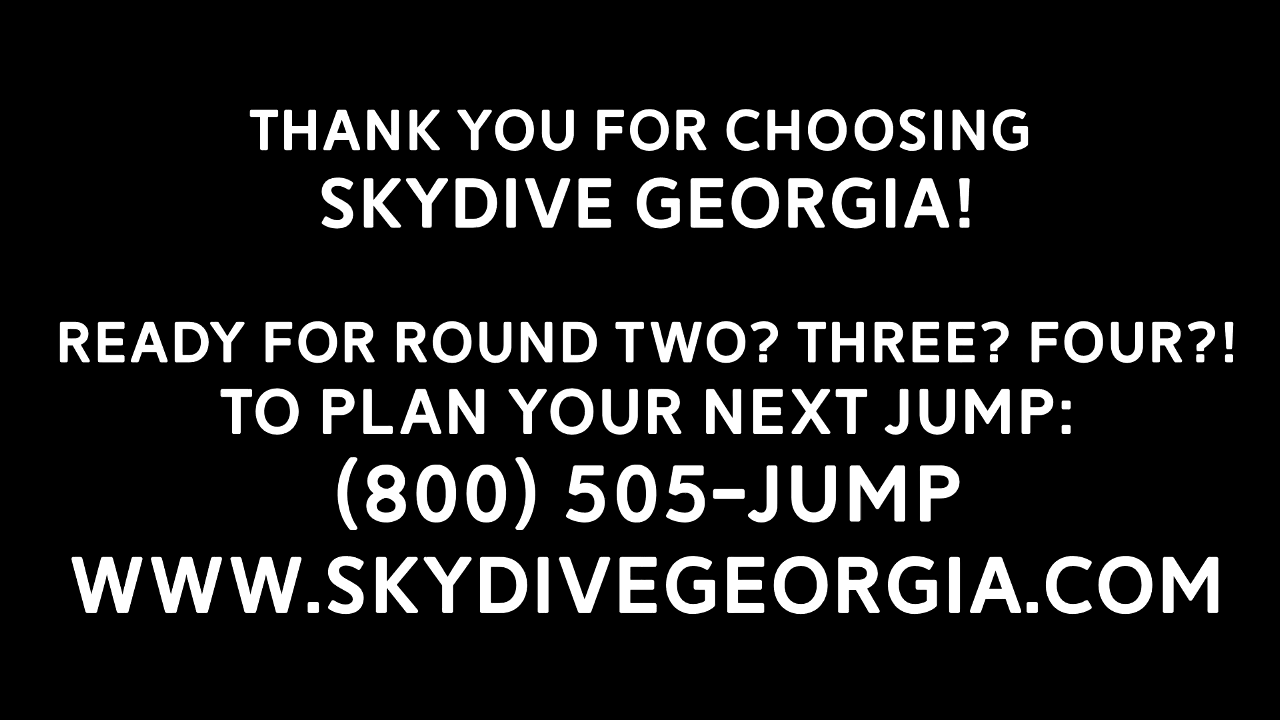 THANK YOU FOR CHOOSING
SKYDIVE GEORGIA!
READY FOR ROUND TWO? THREE? FOUR?!
TO PLAN YOUR NEXT JUMP:
(800) 505-JUMP
WWW.SKYDIVEGEORGIA.COM